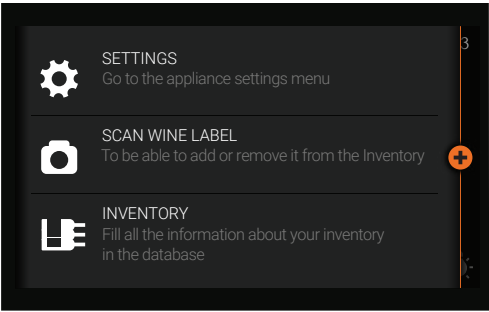 SETTINGS
Go to the appliance settings menu
3
SCAN WINE LABEL
To be able to add or remove it from the Inventory
INVENTORY
Fill all the information about your inventory
in the database